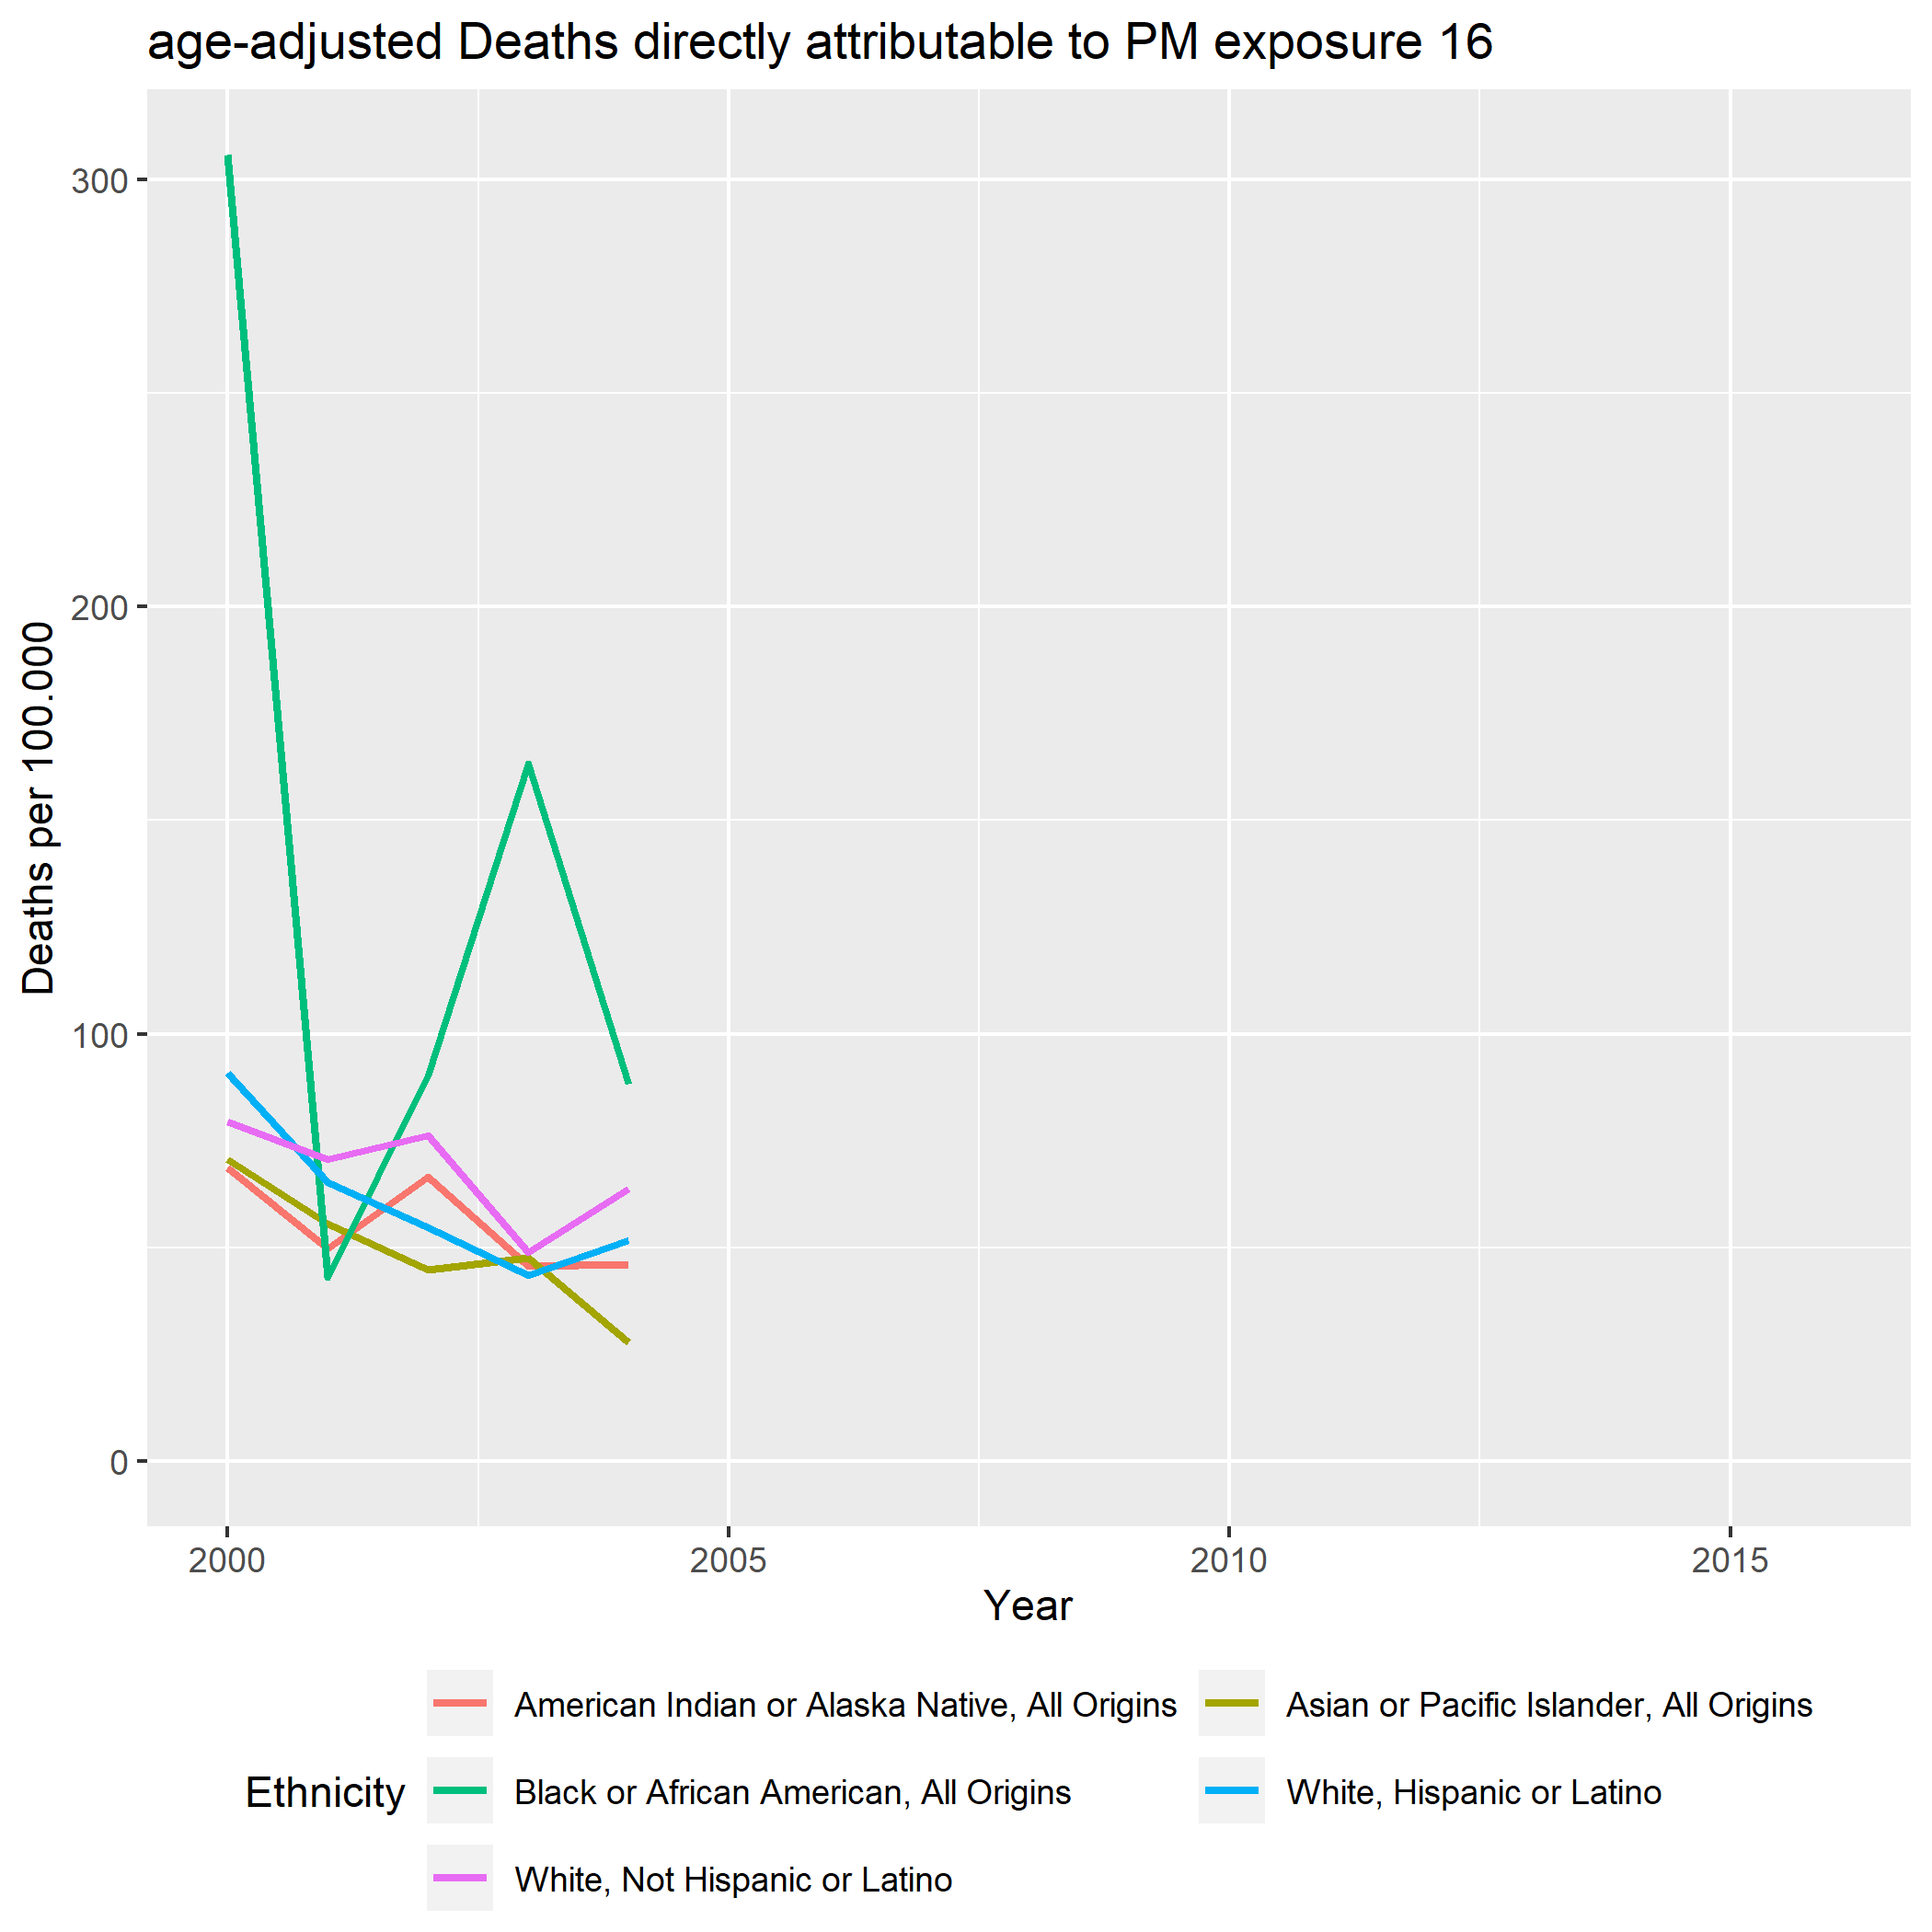 age-adjusted Deaths directly attributable to PM exposure 16
Deaths per 100.000
300
200
100
0
2000 2005 2010 2015
Year
Ethnicity
American Indian or Alaska Native, All Origins
Asian or Pacific Islander, All Origins
Black or African American, All Origins
White, Hispanic or Latino
White, Not Hispanic or Latino